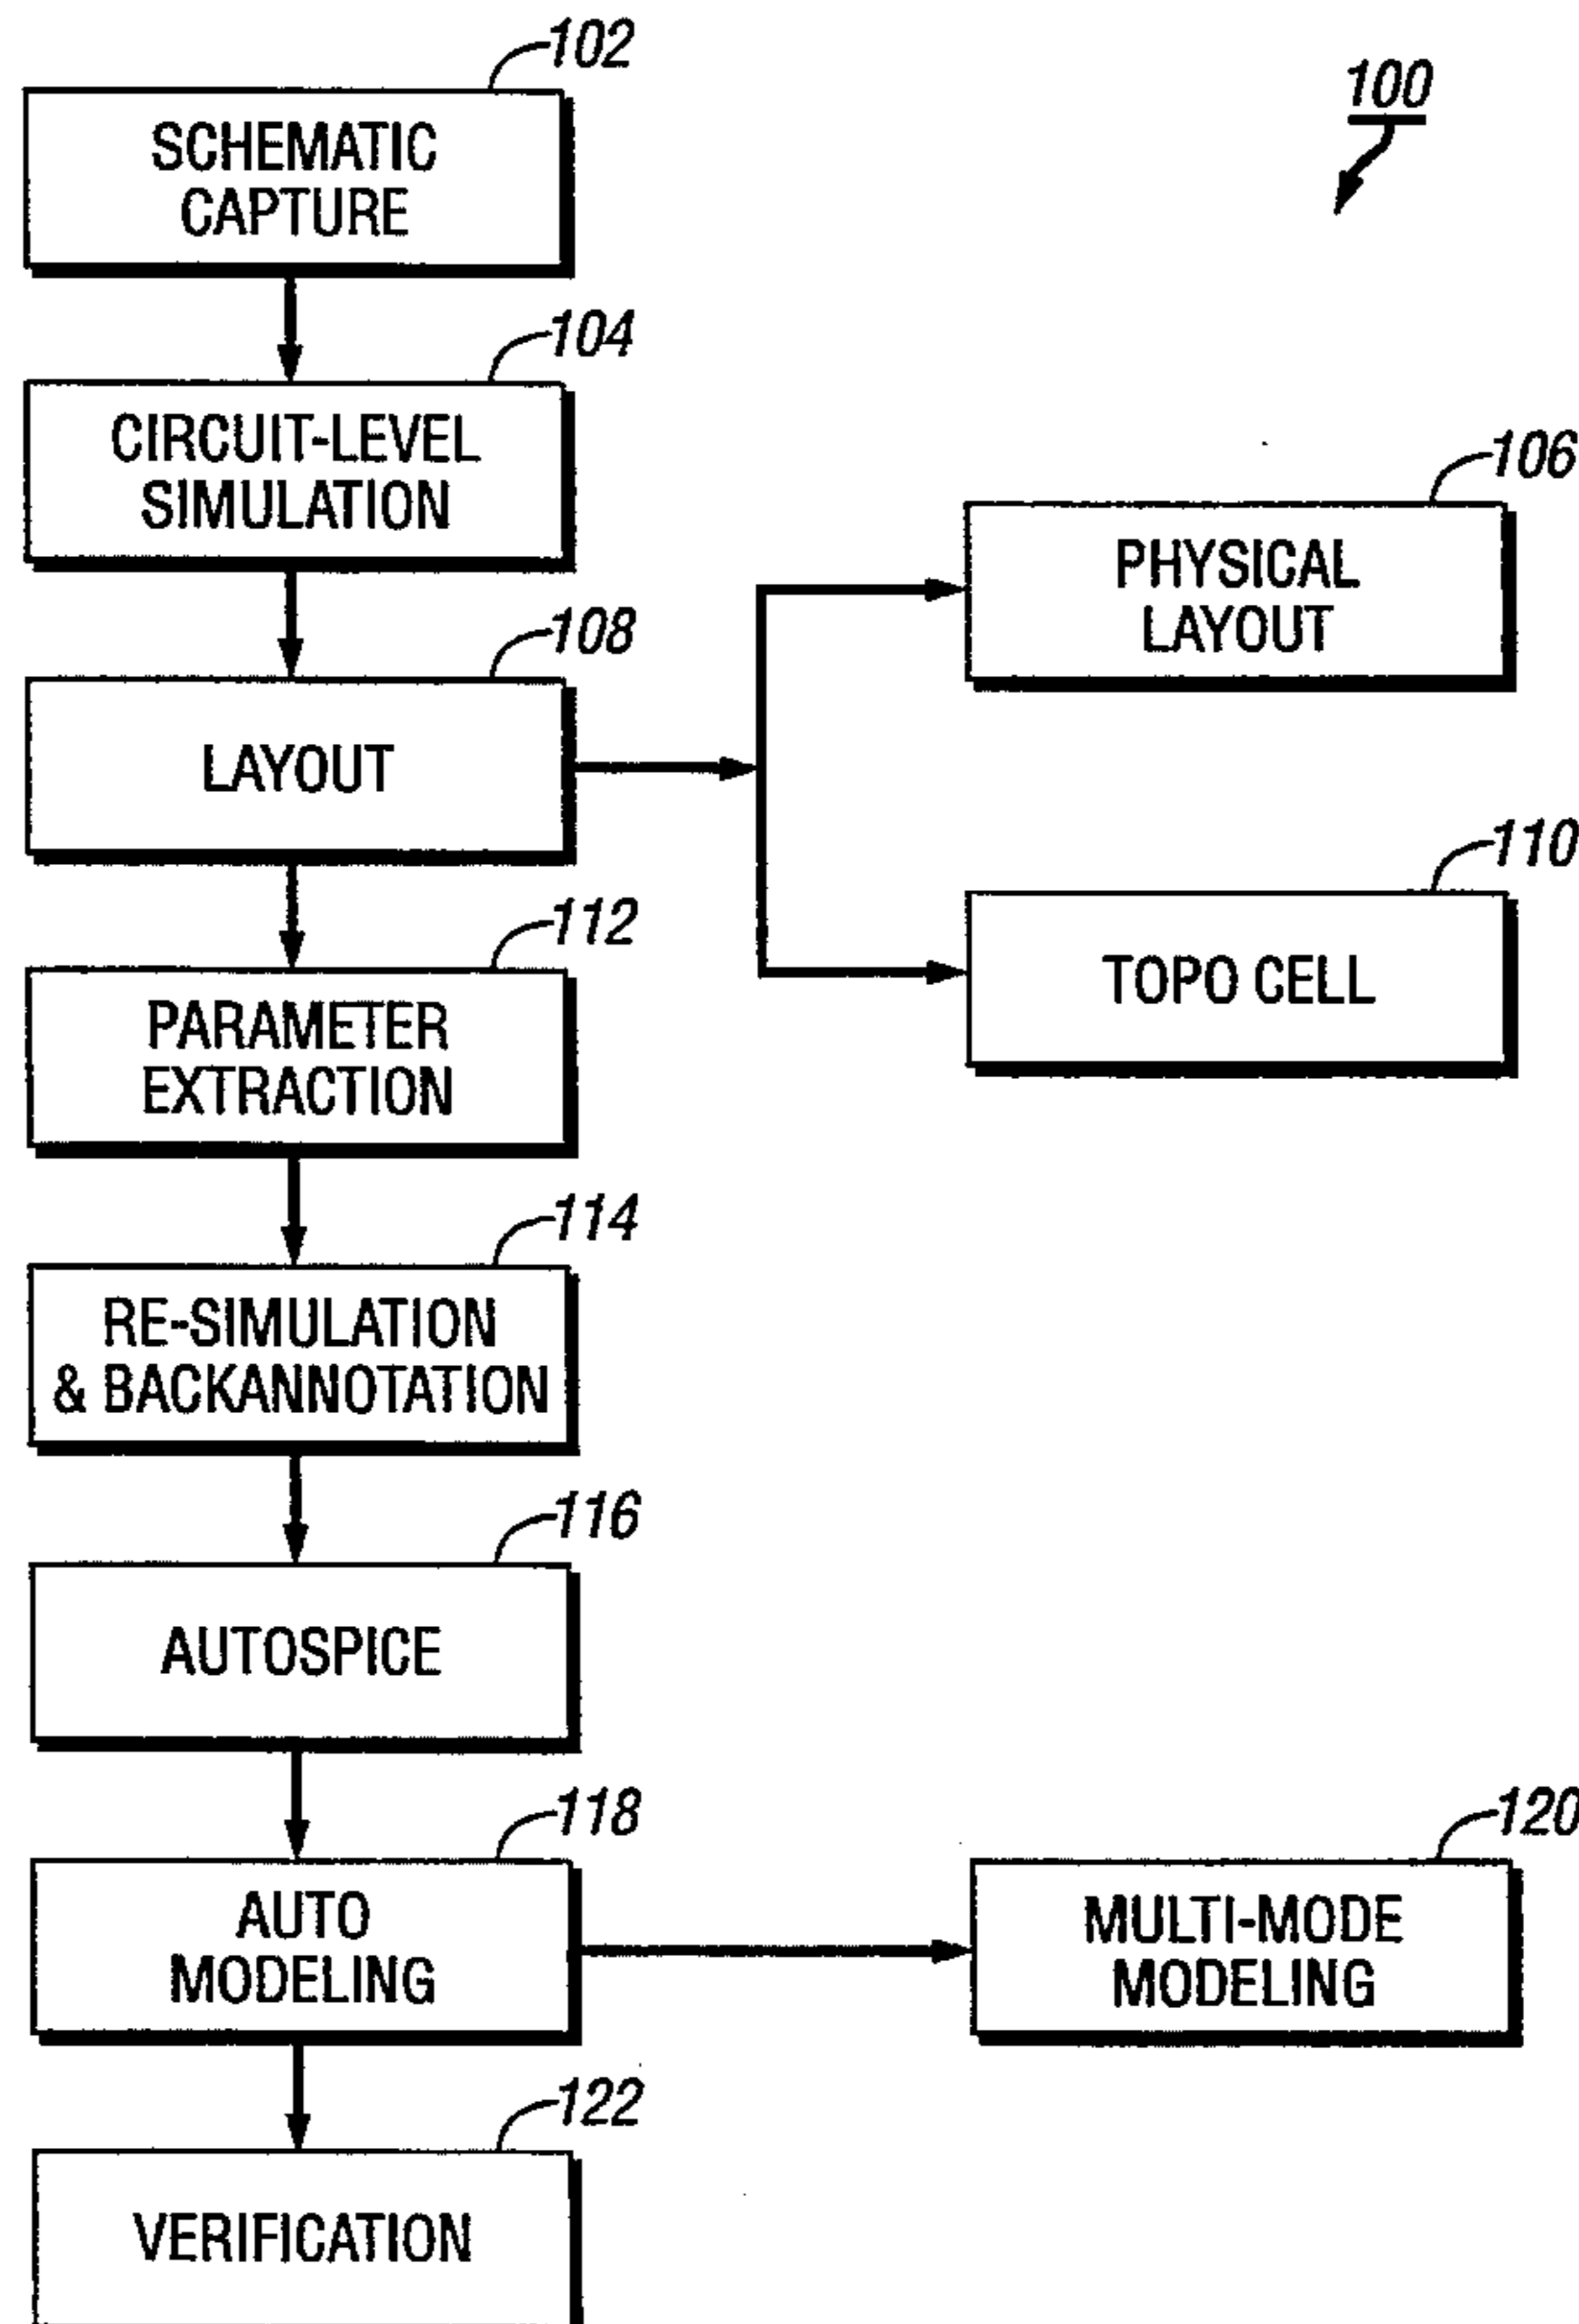 102
100
SCHEMATIC
CAPTURE
104
CIRCUIT-LEVEL
SIMULATION
106
PHYSICAL
LAYOUT
108
LAYOUT
110
TOPO CELL
112
PARAMETER
EXTRACTION
114
RE-SIMULATION
& BACKANNOTATION
116
AUTOSPICE
118
AUTO
MODELING
120
MULTI-MODE
MODELING
122
VERIFICATION